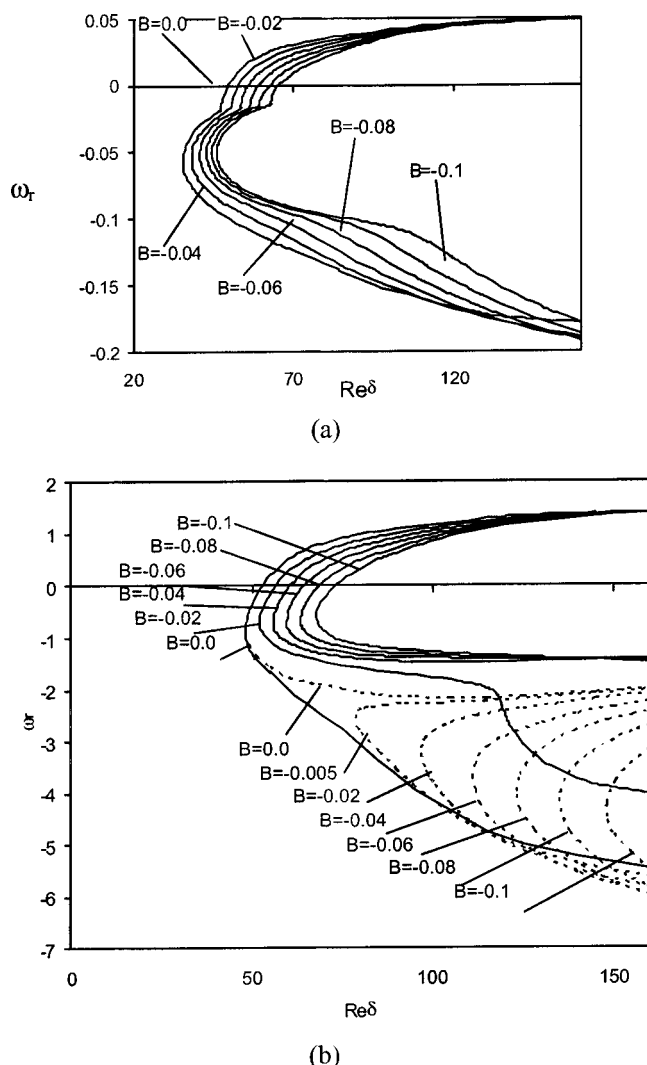 0.05
B=0.0
B=-0.02
0
-0.05
B=-0.08
B=-0.1
ωr
-0.1
B=-0.04
B=-0.06
-0.15
-0.2
20
70
120
Reδ
(a)
2
1
B=-0.1
B=-0.08
0
B=-0.06
B=-0.04
B=-0.02
-1
B=0.0
-2
ωr
-3
B=0.0
B=-0.005
-4
B=-0.02
B=-0.04
-5
B=-0.06
B=-0.08
-6
B=-0.1
-7
0
50
100
150
Reδ
(b)